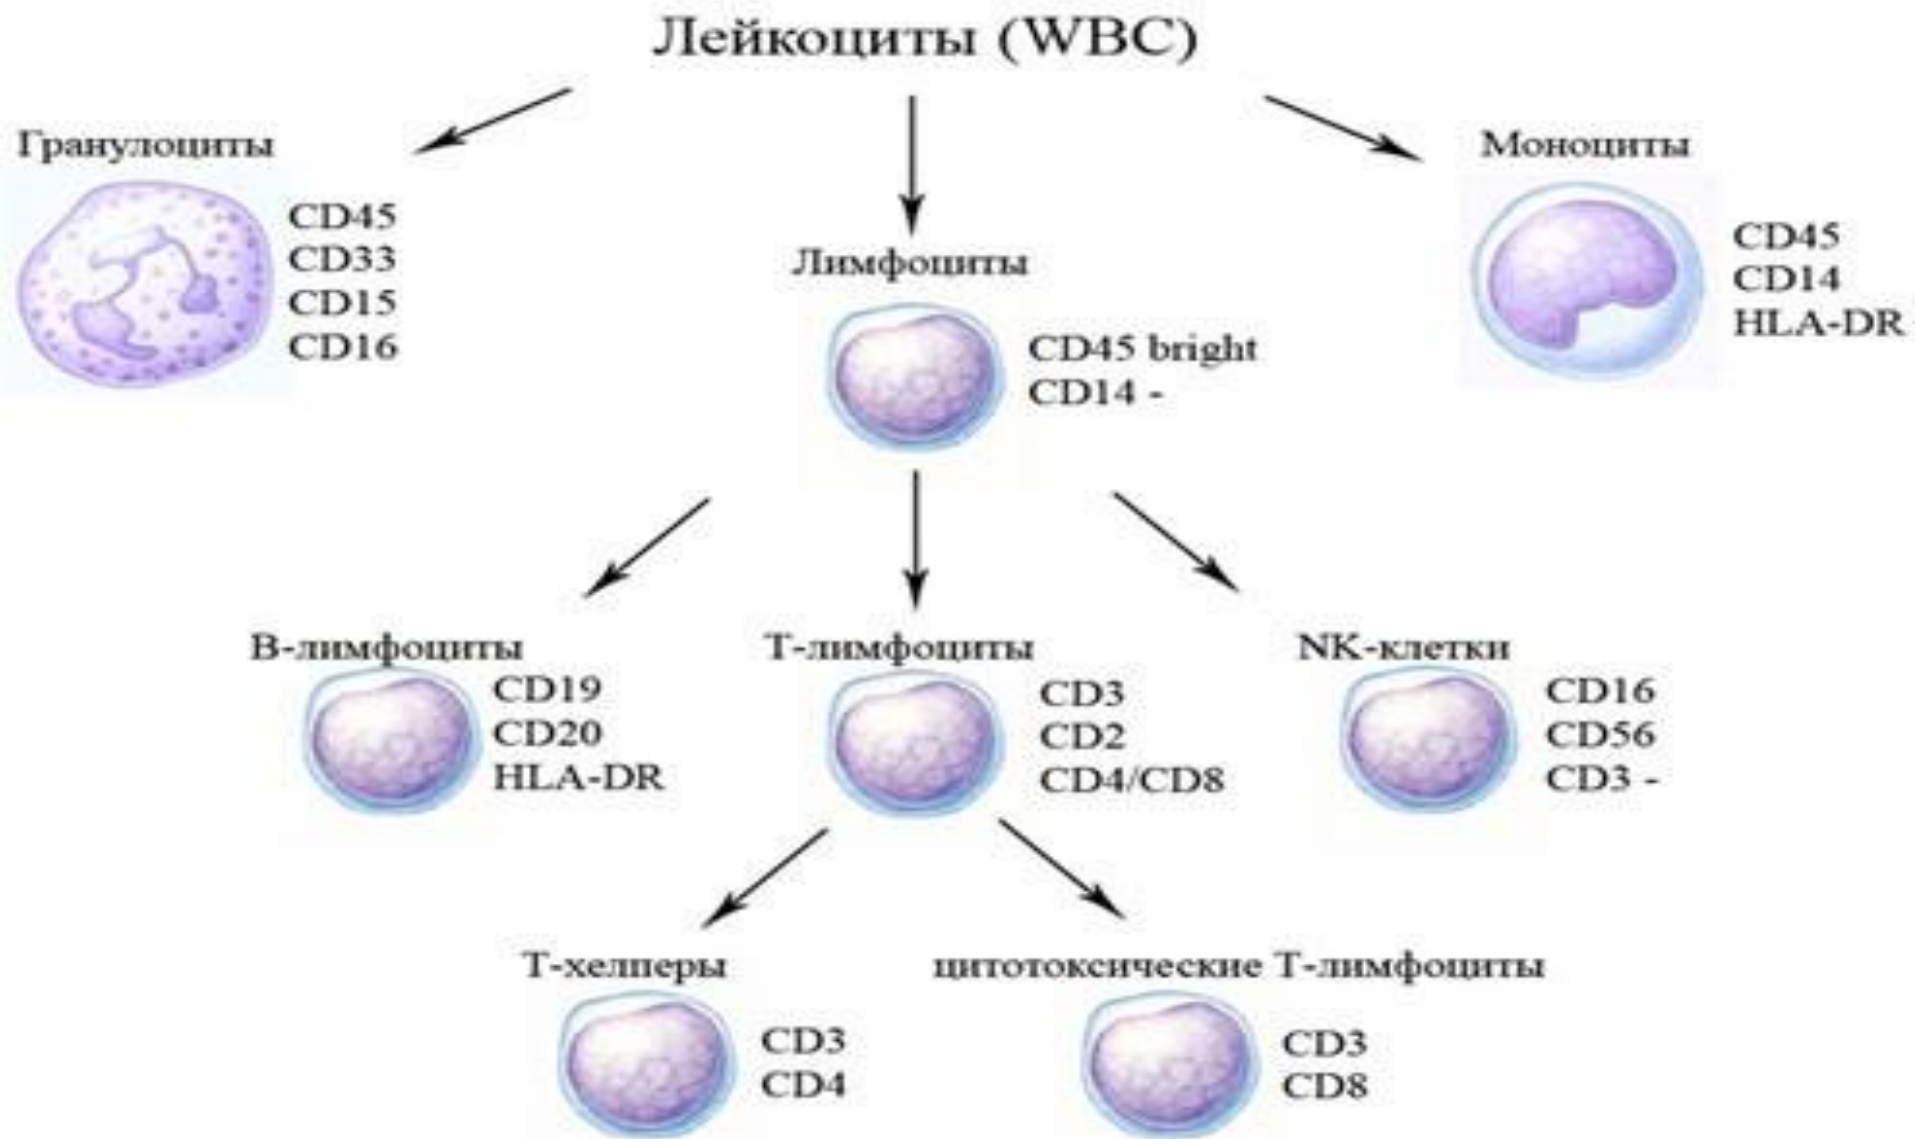 Лейкоциты (WBC)
Гранулоциты
CD45
CD33
CD15
CD16
Лимфоциты
CD45 bright
CD14 -
Моноциты
CD45
CD14
HLA-DR
В-лимфоциты
CD19
CD20
HLA-DR
Т-лимфоциты
CD3
CD2
CD4/CD8
NK-клетки
CD16
CD56
CD3 -
Т-хелперы
CD3
CD4
цитотоксические Т-лимфоциты
CD3
CD8